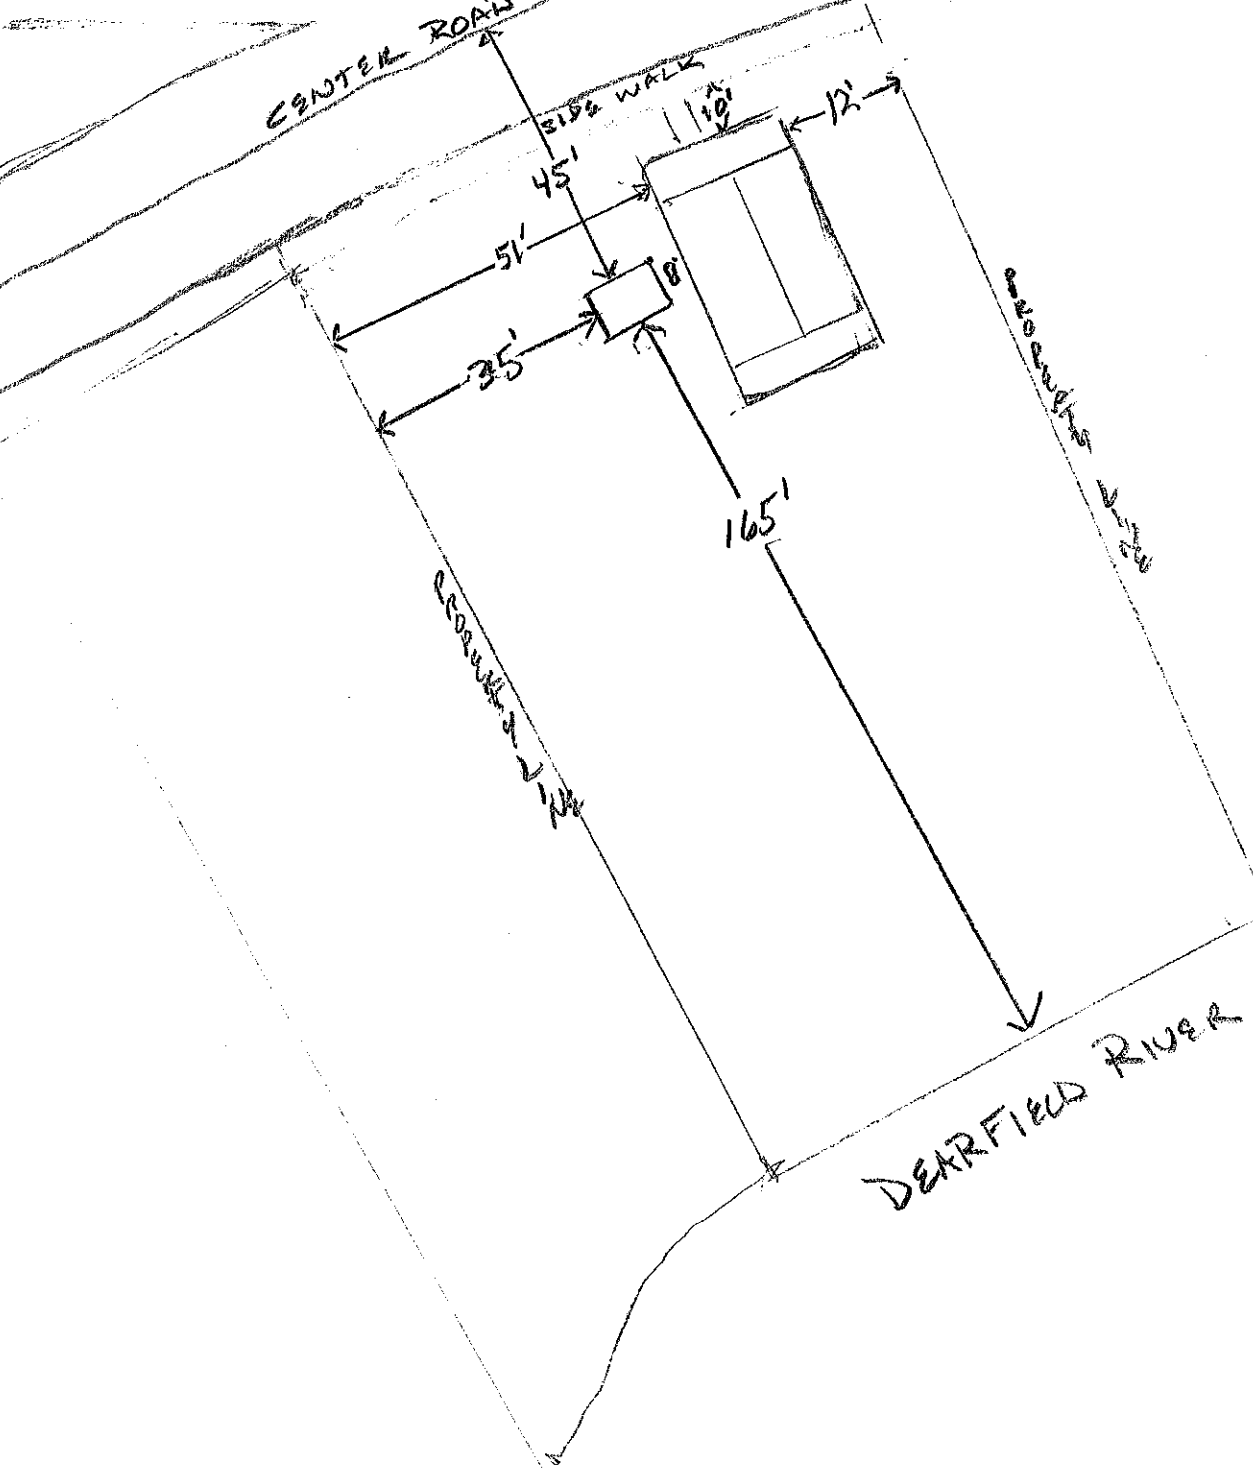 CENTER ROAD
SIDE WALK
10'
12'
45'
51'
8'
35'
165'
PROPERTY LINE
PROPERTY LINE
DEARFIELD RIVER